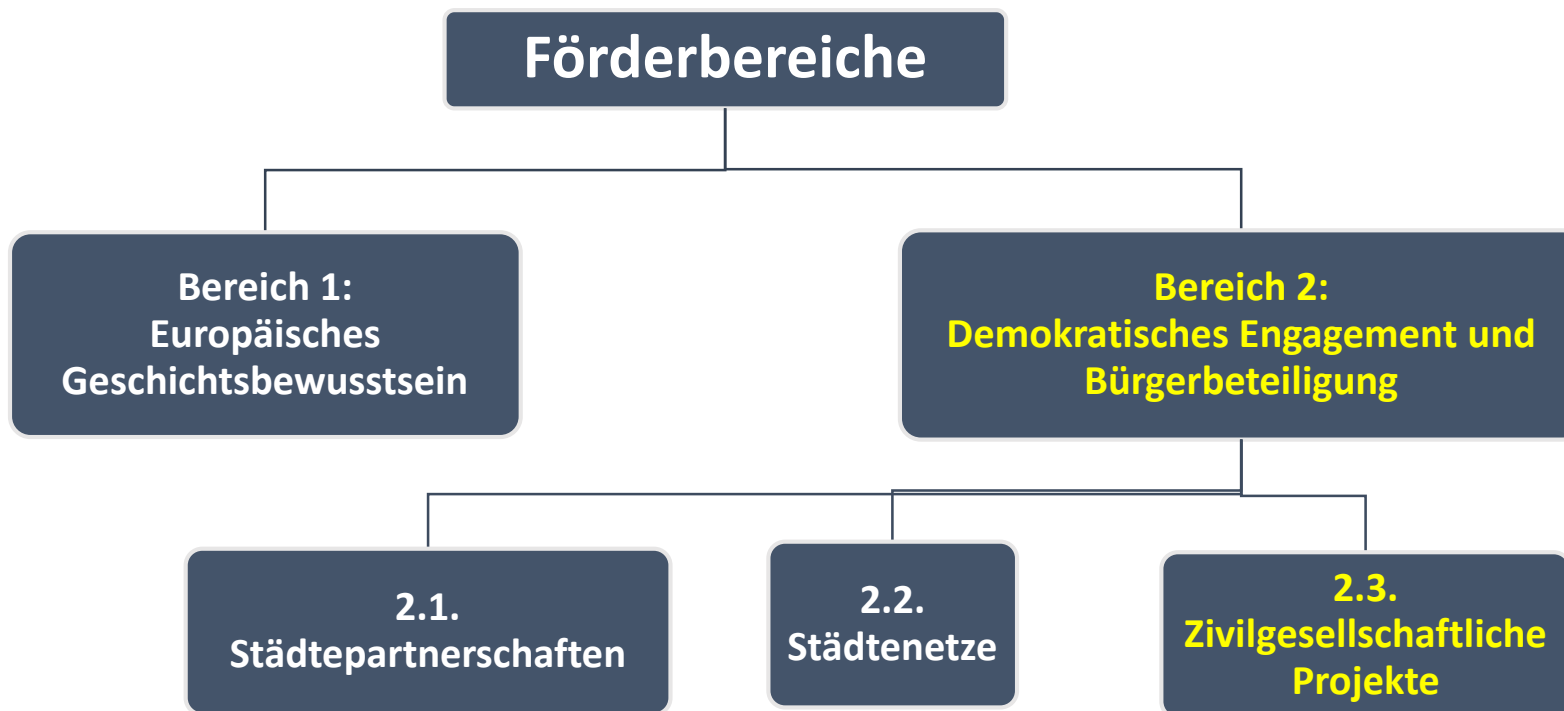 Förderbereiche
Bereich 1:
Europäisches
Geschichtsbewusstsein
Bereich 2:
Demokratisches Engagement und
Bürgerbeteiligung
2.1.
Städtepartnerschaften
2.2.
Städtenetze
2.3.
Zivilgesellschaftliche
Projekte